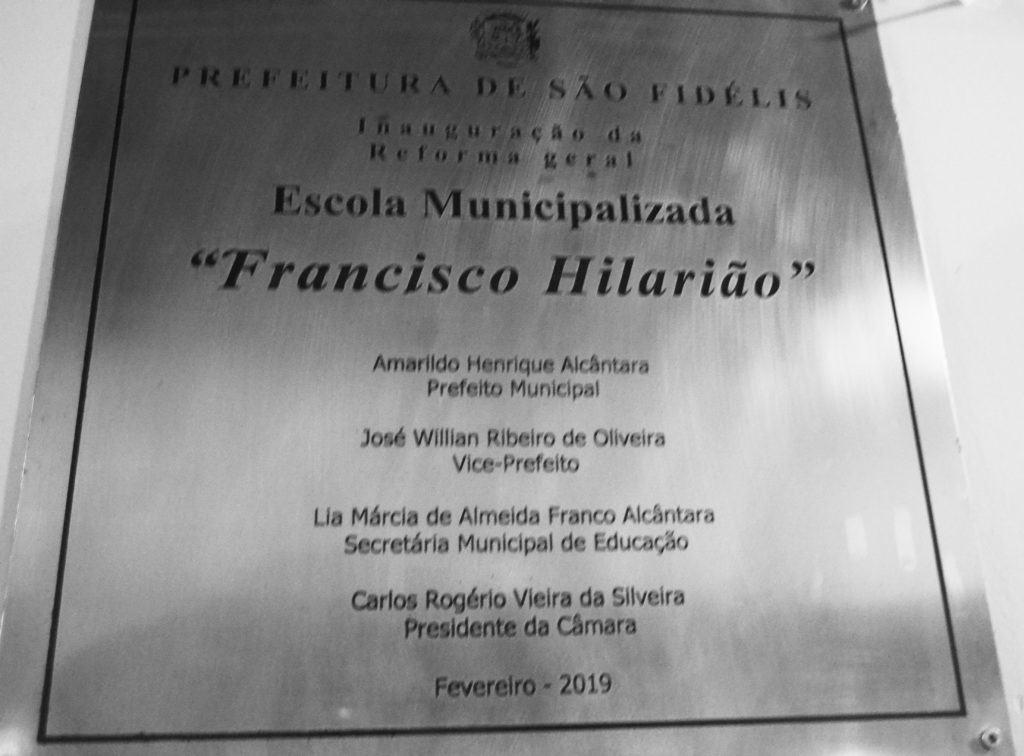 PREFEITURA DE SÃO FIDÉLIS
Inauguração da
Reforma geral
Escola Municipalizada
“Francisco Hilarião”
Amarildo Henrique Alcântara
Prefeito Municipal
José Willian Ribeiro de Oliveira
Vice-Prefeito
Lia Márcia de Almeida Franco Alcântara
Secretária Municipal de Educação
Carlos Rogério Vieira da Silveira
Presidente da Câmara
Fevereiro - 2019